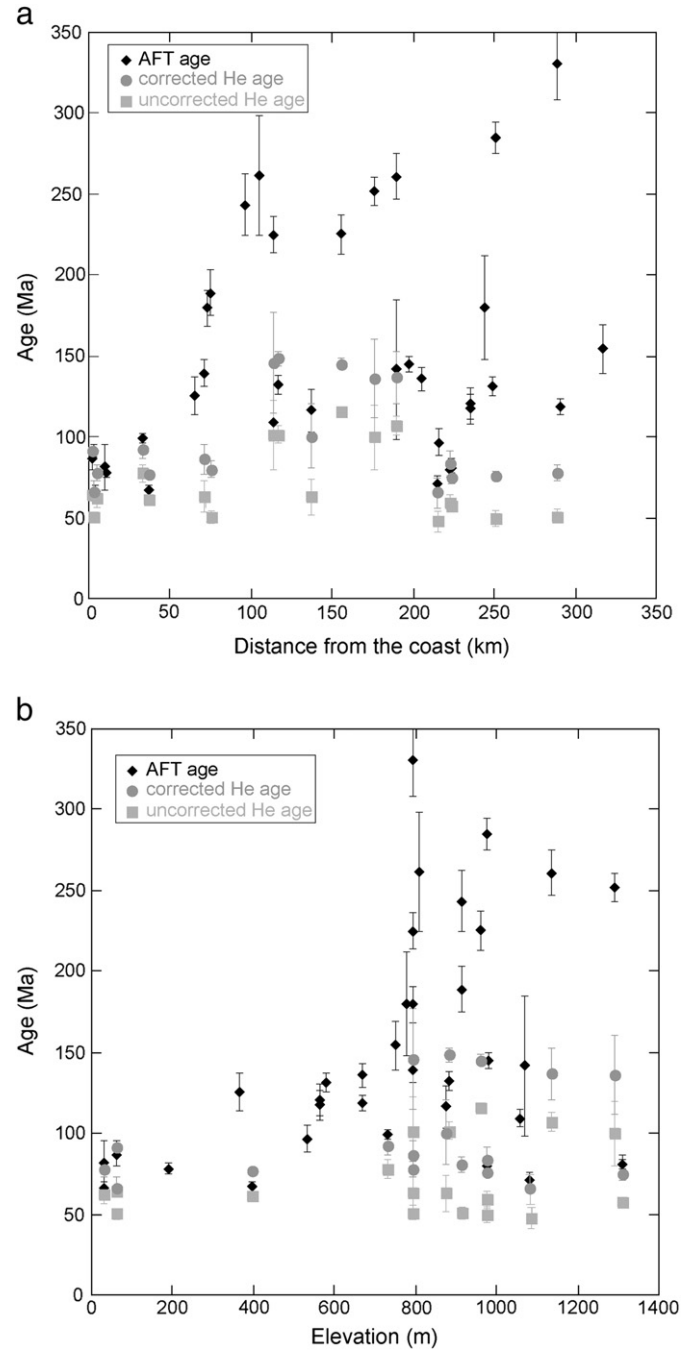 a
350
AFT age
corrected He age
uncorrected He age
300
250
200
150
100
50
0
Age (Ma)
0 50 100 150 200 250 300 350
Distance from the coast (km)
b
350
AFT age
corrected He age
uncorrected He age
300
250
200
150
100
50
0
Age (Ma)
0 200 400 600 800 1000 1200 1400
Elevation (m)